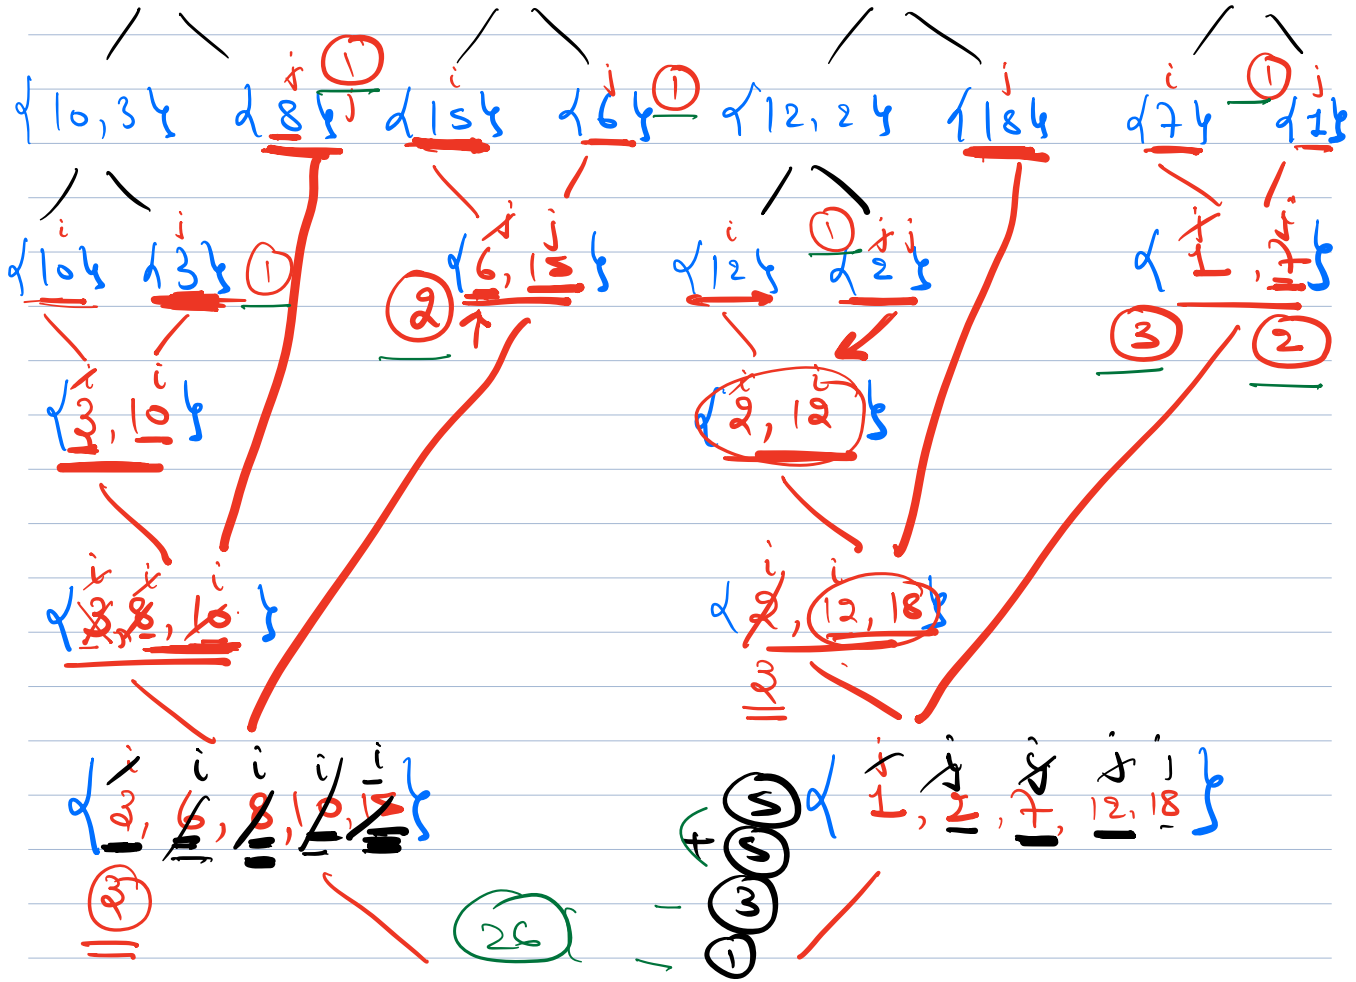 j 1 i j 1 j i 1 j
{10, 3} {8} j {15} {6} {12, 2} {18} {7} {1}
i j 1 j j i 1 j j j j
{10} {3} {6, 15} {12} {2} {1, 7}
2 3 2
i i i i
{3, 10} {2, 12}
i i i i i
{3, 8, 10} {2, 12, 18}
2
i i i i i j j j j j
{3, 6, 8, 10, 15} 5 {1, 2, 7, 12, 18}
+ 5
3 3
26
1